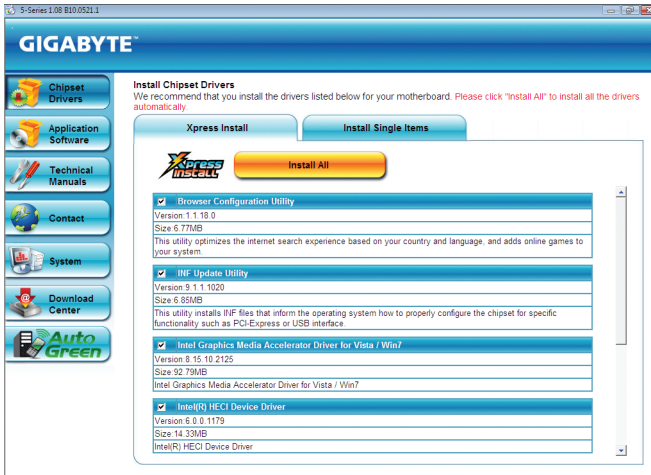 5-Series 1.08 B10.0521.1
GIGABYTE™
Chipset
Drivers
Application
Software
Technical
Manuals
Contact
System
Download
Center
Auto
Green
Install Chipset Drivers
We recommend that you install the drivers listed below for your motherboard. Please click "Install All" to install all the drivers
automatically.
Xpress Install
Install Single Items
Xpress
Install
Install All
Browser Configuration Utility
Version:1.1.18.0
Size:6.77MB
This utility optimizes the internet search experience based on your country and language, and adds online games to
your system.
INF Update Utility
Version:9.1.1.1020
Size:6.85MB
This utility installs INF files that inform the operating system how to properly configure the chipset for specific
functionality such as PCI-Express or USB interface.
Intel Graphics Media Accelerator Driver for Vista / Win7
Version:8.15.10.2125
Size:92.79MB
Intel Graphics Media Accelerator Driver for Vista / Win7
Intel(R) HECI Device Driver
Version:6.0.0.1179
Size:14.33MB
Intel(R) HECI Device Driver